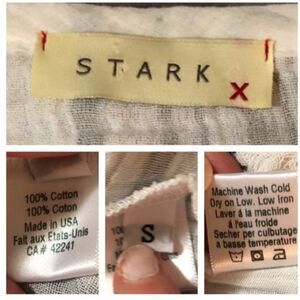 STARK X
100% Cotton
100% Coton
Made in USA
Fait aux Etats-Unis
CA# 42241
S
Machine Wash Cold
Dry on Low. Low Iron
Laver á la machine
á l'eau froide
Secher par culbutage
a basse temperature